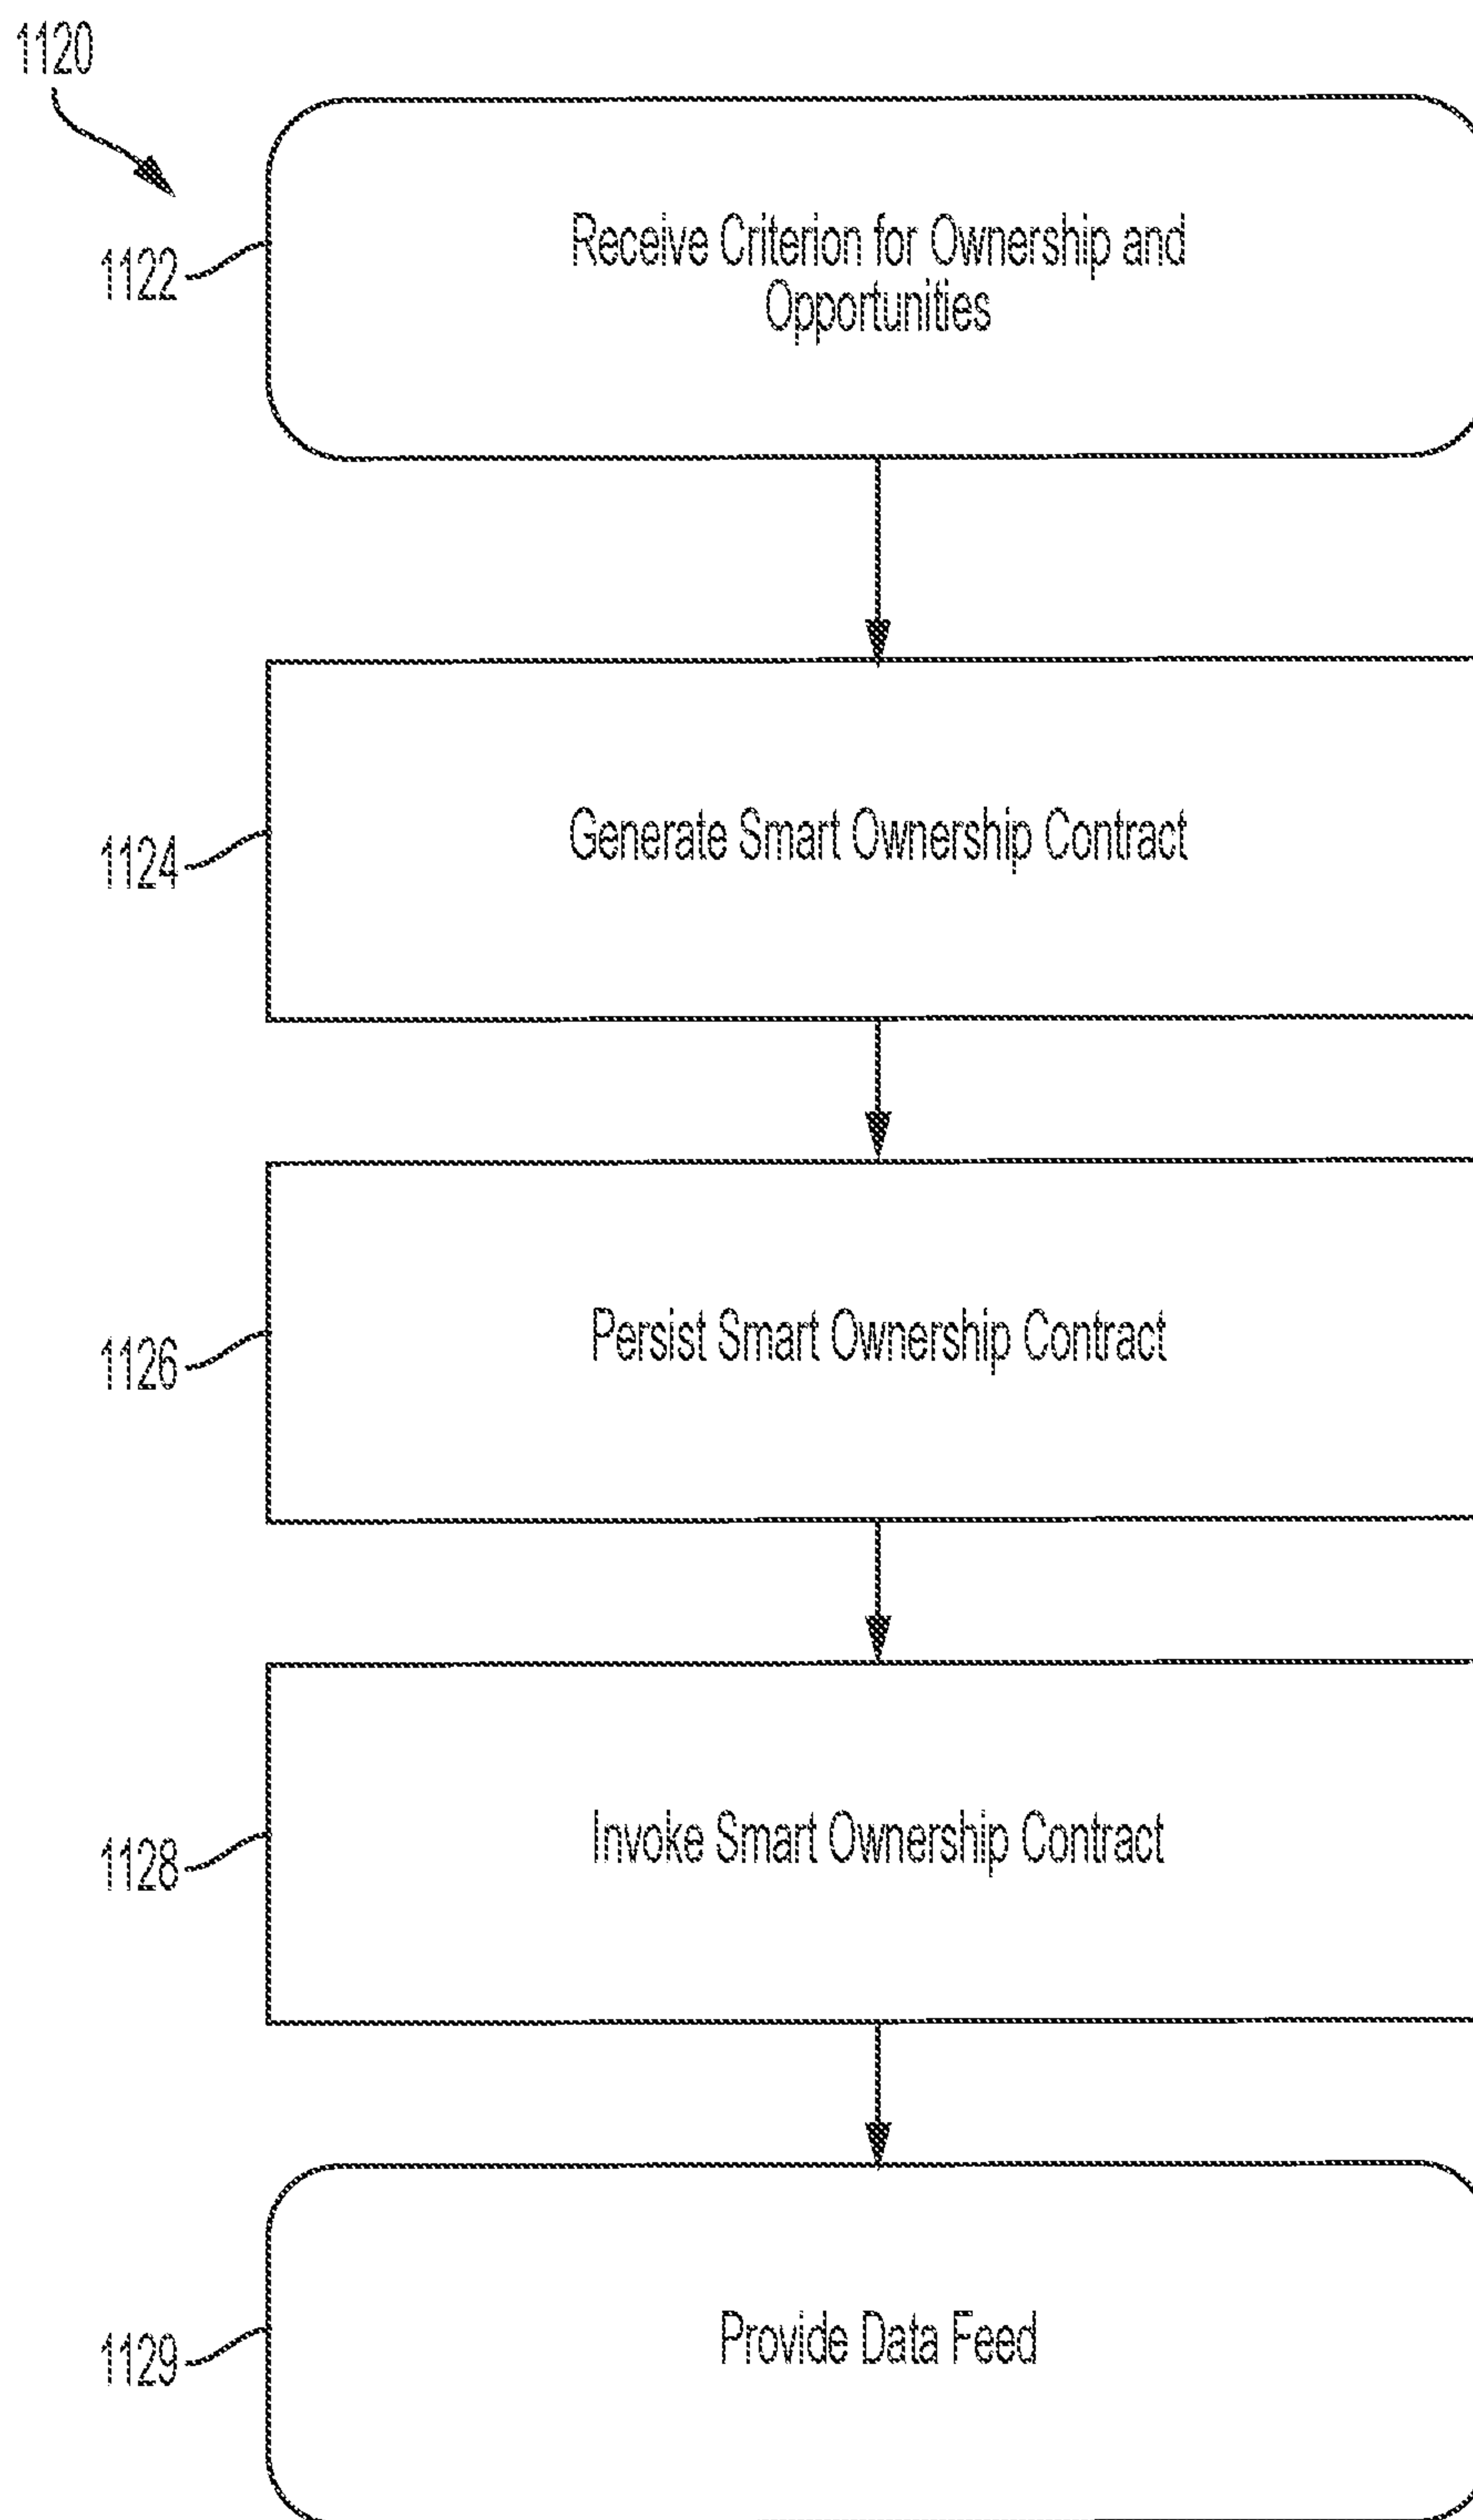 1120
1122
Receive Criterion for Ownership and
Opportunities
1124
Generate Smart Ownership Contract
1126
Persist Smart Ownership Contract
1128
Invoke Smart Ownership Contract
1129
Provide Data Feed